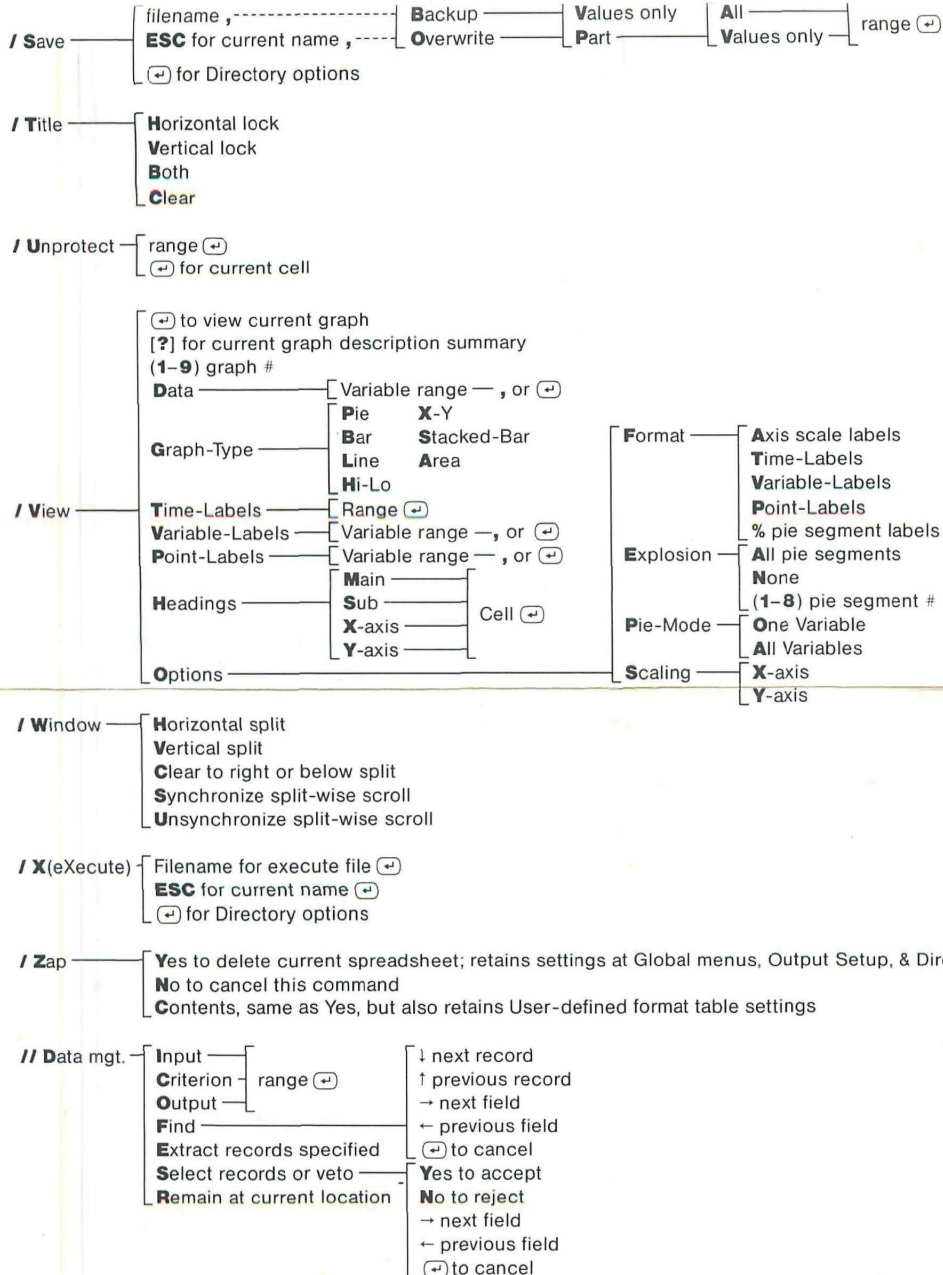 / Save
filename ,
ESC for current name ,
↵ for Directory options
Backup
Overwrite
Values only
Part
All
Values only
range ↵
/ Title
Horizontal lock
Vertical lock
Both
Clear
/ Unprotect
range ↵
↵ for current cell
/ View
↵ to view current graph
[?] for current graph description summary
(1–9) graph #
Data
Variable range — , or ↵
Graph-Type
Pie X-Y
Bar Stacked-Bar
Line Area
Hi-Lo
Time-Labels
Range ↵
Variable-Labels
Variable range —, or ↵
Point-Labels
Variable range — , or ↵
Headings
Main
Sub
X-axis
Y-axis
Cell ↵
Options
Format
Axis scale labels
Time-Labels
Variable-Labels
Point-Labels
% pie segment labels
Explosion
All pie segments
None
(1–8) pie segment #
Pie-Mode
One Variable
All Variables
Scaling
X-axis
Y-axis
/ Window
Horizontal split
Vertical split
Clear to right or below split
Synchronize split-wise scroll
Unsynchronize split-wise scroll
/ X(eXecute)
Filename for execute file ↵
ESC for current name ↵
↵ for Directory options
/ Zap
Yes to delete current spreadsheet; retains settings at Global menus, Output Setup, &
No to cancel this command
Contents, same as Yes, but also retains User-defined format table settings
// Data mgt.
Input
Criterion
Output
range ↵
Find
Extract records specified
Select records or veto
Remain at current location
↓ next record
↑ previous record
→ next field
← previous field
↵ to cancel
Yes to accept
No to reject
→ next field
← previous field
↵ to cancel